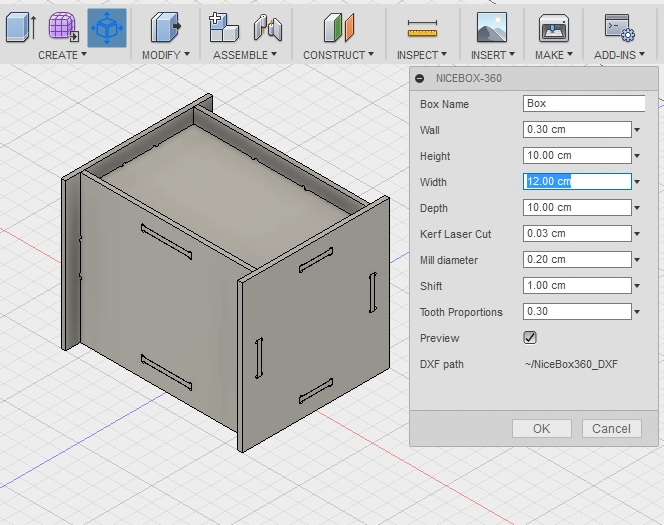 CREATE MODIFY ASSEMBLE CONSTRUCT INSPECT INSERT MAKE ADD-INS
NICEBOX-360
Box Name Box
Wall 0.30 cm
Height 10.00 cm
Width 12.00 cm
Depth 10.00 cm
Kerf Laser Cut 0.03 cm
Mill diameter 0.20 cm
Shift 1.00 cm
Tooth Proportions 0.30
Preview
DXF path ~/NiceBox360_DXF
OK Cancel